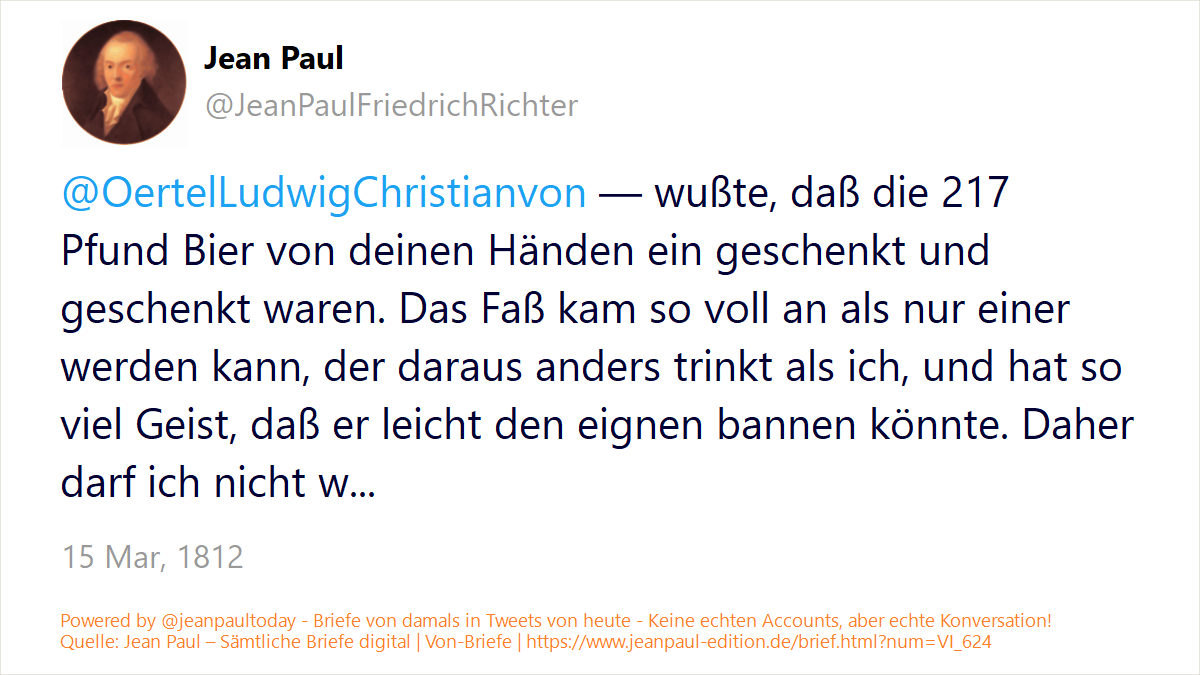 Jean Paul
@JeanPaulFriedrichRichter
@OertelLudwigChristianvon — wußte, daß die 217
Pfund Bier von deinen Händen ein geschenkt und
geschenkt waren. Das Faß kam so voll an als nur einer
werden kann, der daraus anders trinkt als ich, und hat so
viel Geist, daß er leicht den eignen bannen könnte. Daher
darf ich nicht w...
15 Mar, 1812
Powered by @jeanpaultoday - Briefe von damals in Tweets von heute - Keine echten Accounts, aber echte Konversation!
Quelle: Jean Paul – Sämtliche Briefe digital | Von-Briefe | https://www.jeanpaul-edition.de/brief.html?num=VI_624